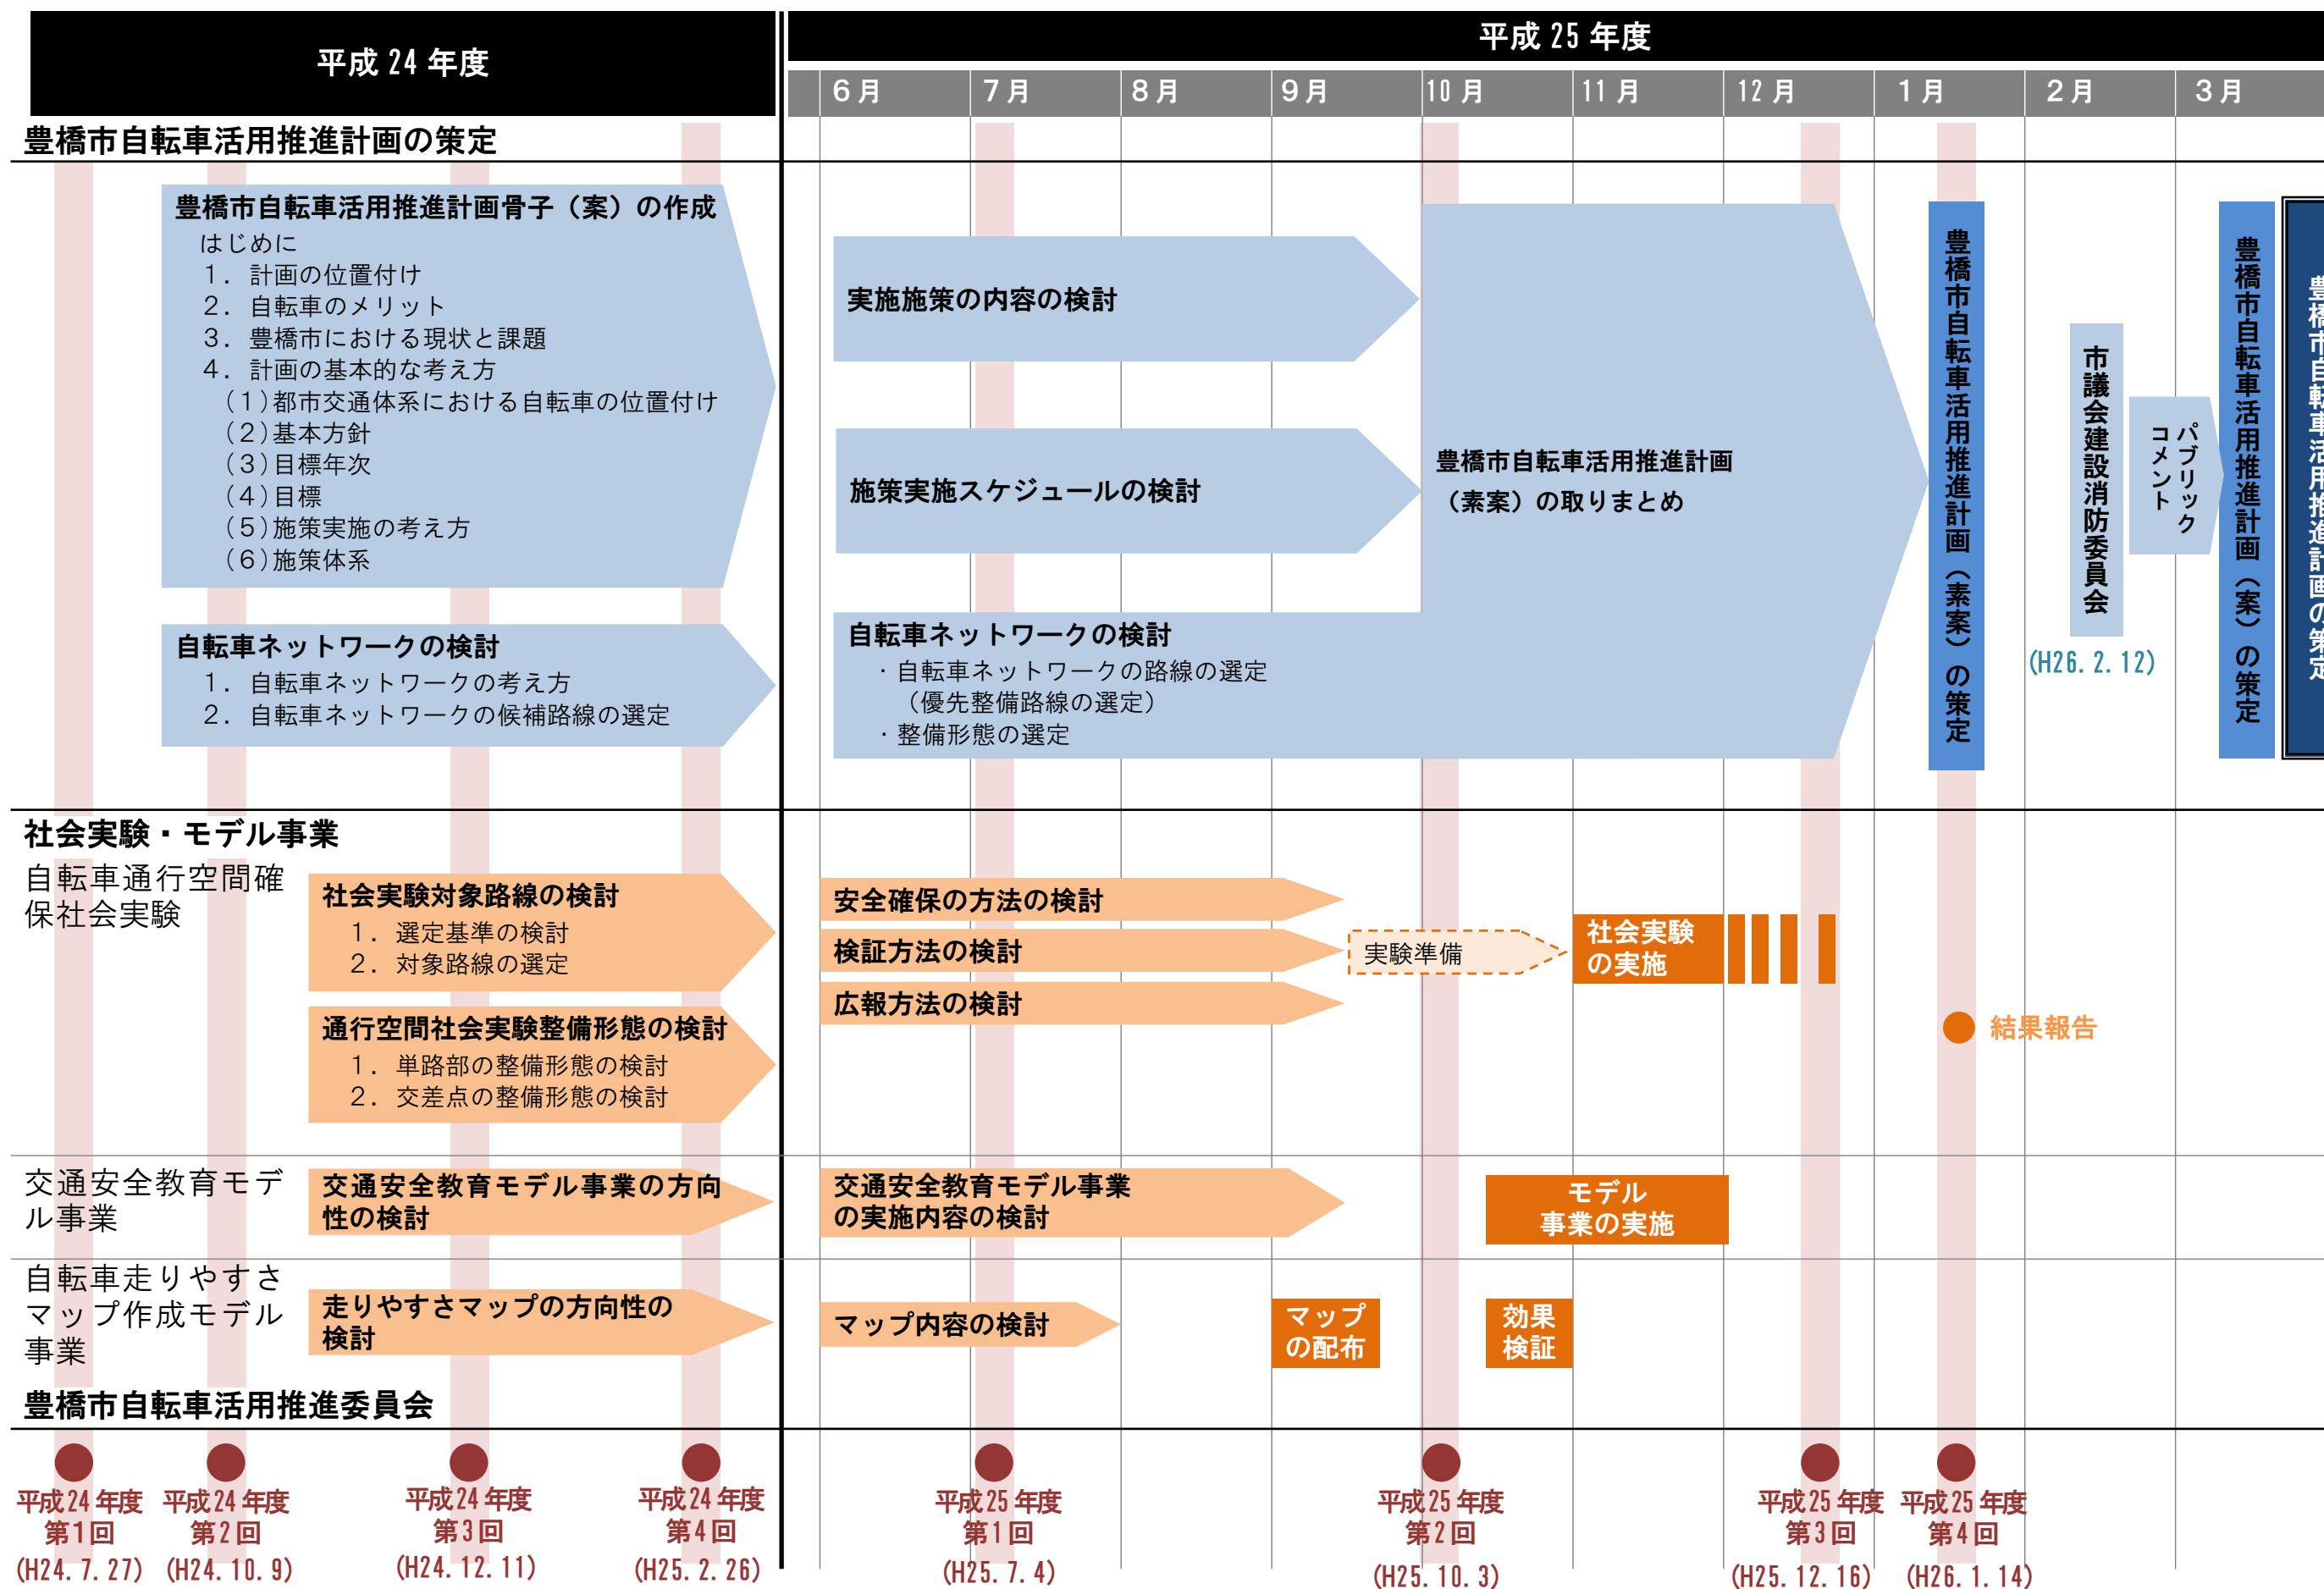 平成 24 年度
平成 25 年度
6月
7月
8月
9月
10 月
11 月
12 月
1月
2月
3月
豊橋市自転車活用推進計画の策定
豊橋市自転車活用推進計画骨子（案）の作成
はじめに
１．計画の位置付け
２．自転車のメリット
３．豊橋市における現状と課題
４．計画の基本的な考え方
（１）都市交通体系における自転車の位置付け
（２）基本方針
（３）目標年次
（４）目標
（５）施策実施の考え方
（６）施策体系
自転車ネットワークの検討
１．自転車ネットワークの考え方
２．自転車ネットワークの候補路線の選定
実施施策の内容の検討
施策実施スケジュールの検討
自転車ネットワークの検討
・自転車ネットワークの路線の選定
（優先整備路線の選定）
・整備形態の選定
豊橋市自転車活用推進計画
（素案）の取りまとめ
豊橋市自転車活用推進計画（素案）の策定
市議会建設消防委員会
(H26. 2. 12)
パブリック
コメント
豊橋市自転車活用推進計画（案）の策定
豊橋市自転車活用推進計画の策定
社会実験・モデル事業
自転車通行空間確
保社会実験
社会実験対象路線の検討
１．選定基準の検討
２．対象路線の選定
通行空間社会実験整備形態の検討
１．単路部の整備形態の検討
２．交差点の整備形態の検討
安全確保の方法の検討
検証方法の検討
広報方法の検討
実験準備
社会実験
の実施
結果報告
交通安全教育モデ
ル事業
交通安全教育モデル事業の方向
性の検討
交通安全教育モデル事業
の実施内容の検討
モデル
事業の実施
自転車走りやすさ
マップ作成モデル
事業
走りやすさマップの方向性の
検討
マップ内容の検討
マップ
の配布
効果
検証
豊橋市自転車活用推進委員会
平成24 年度
第1回
(H24. 7. 27)
平成24 年度
第2回
(H24. 10. 9)
平成24 年度
第3回
(H24. 12. 11)
平成24 年度
第4回
(H25. 2. 26)
平成25 年度
第1回
(H25. 7. 4)
平成25 年度
第2回
(H25. 10. 3)
平成25 年度
第3回
(H25. 12. 16)
平成25 年度
第4回
(H26. 1. 14)